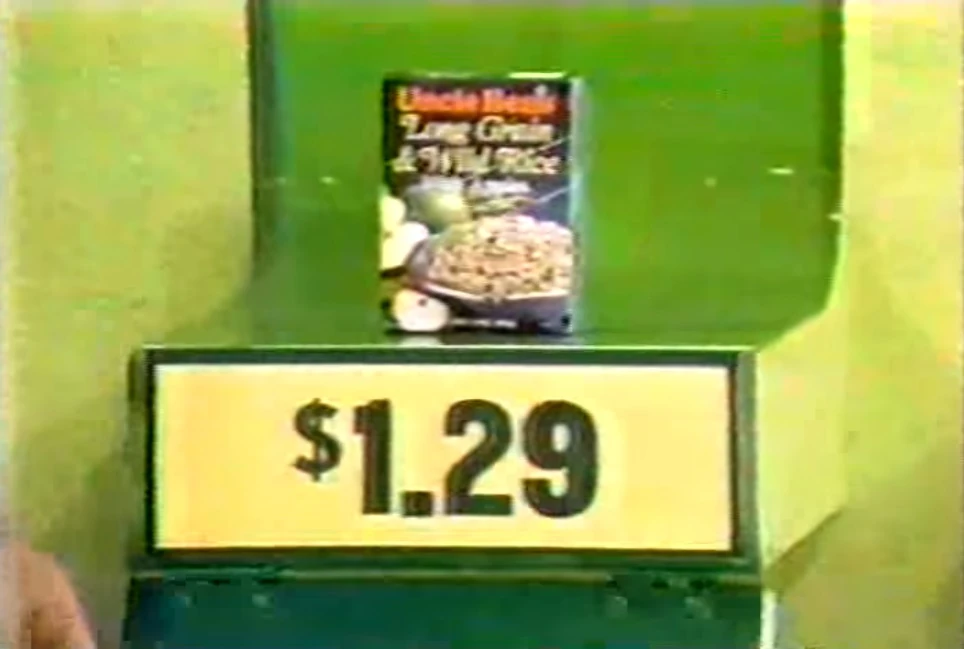 Uncle Ben's
Long Grain
& Wild Rice
$1.29